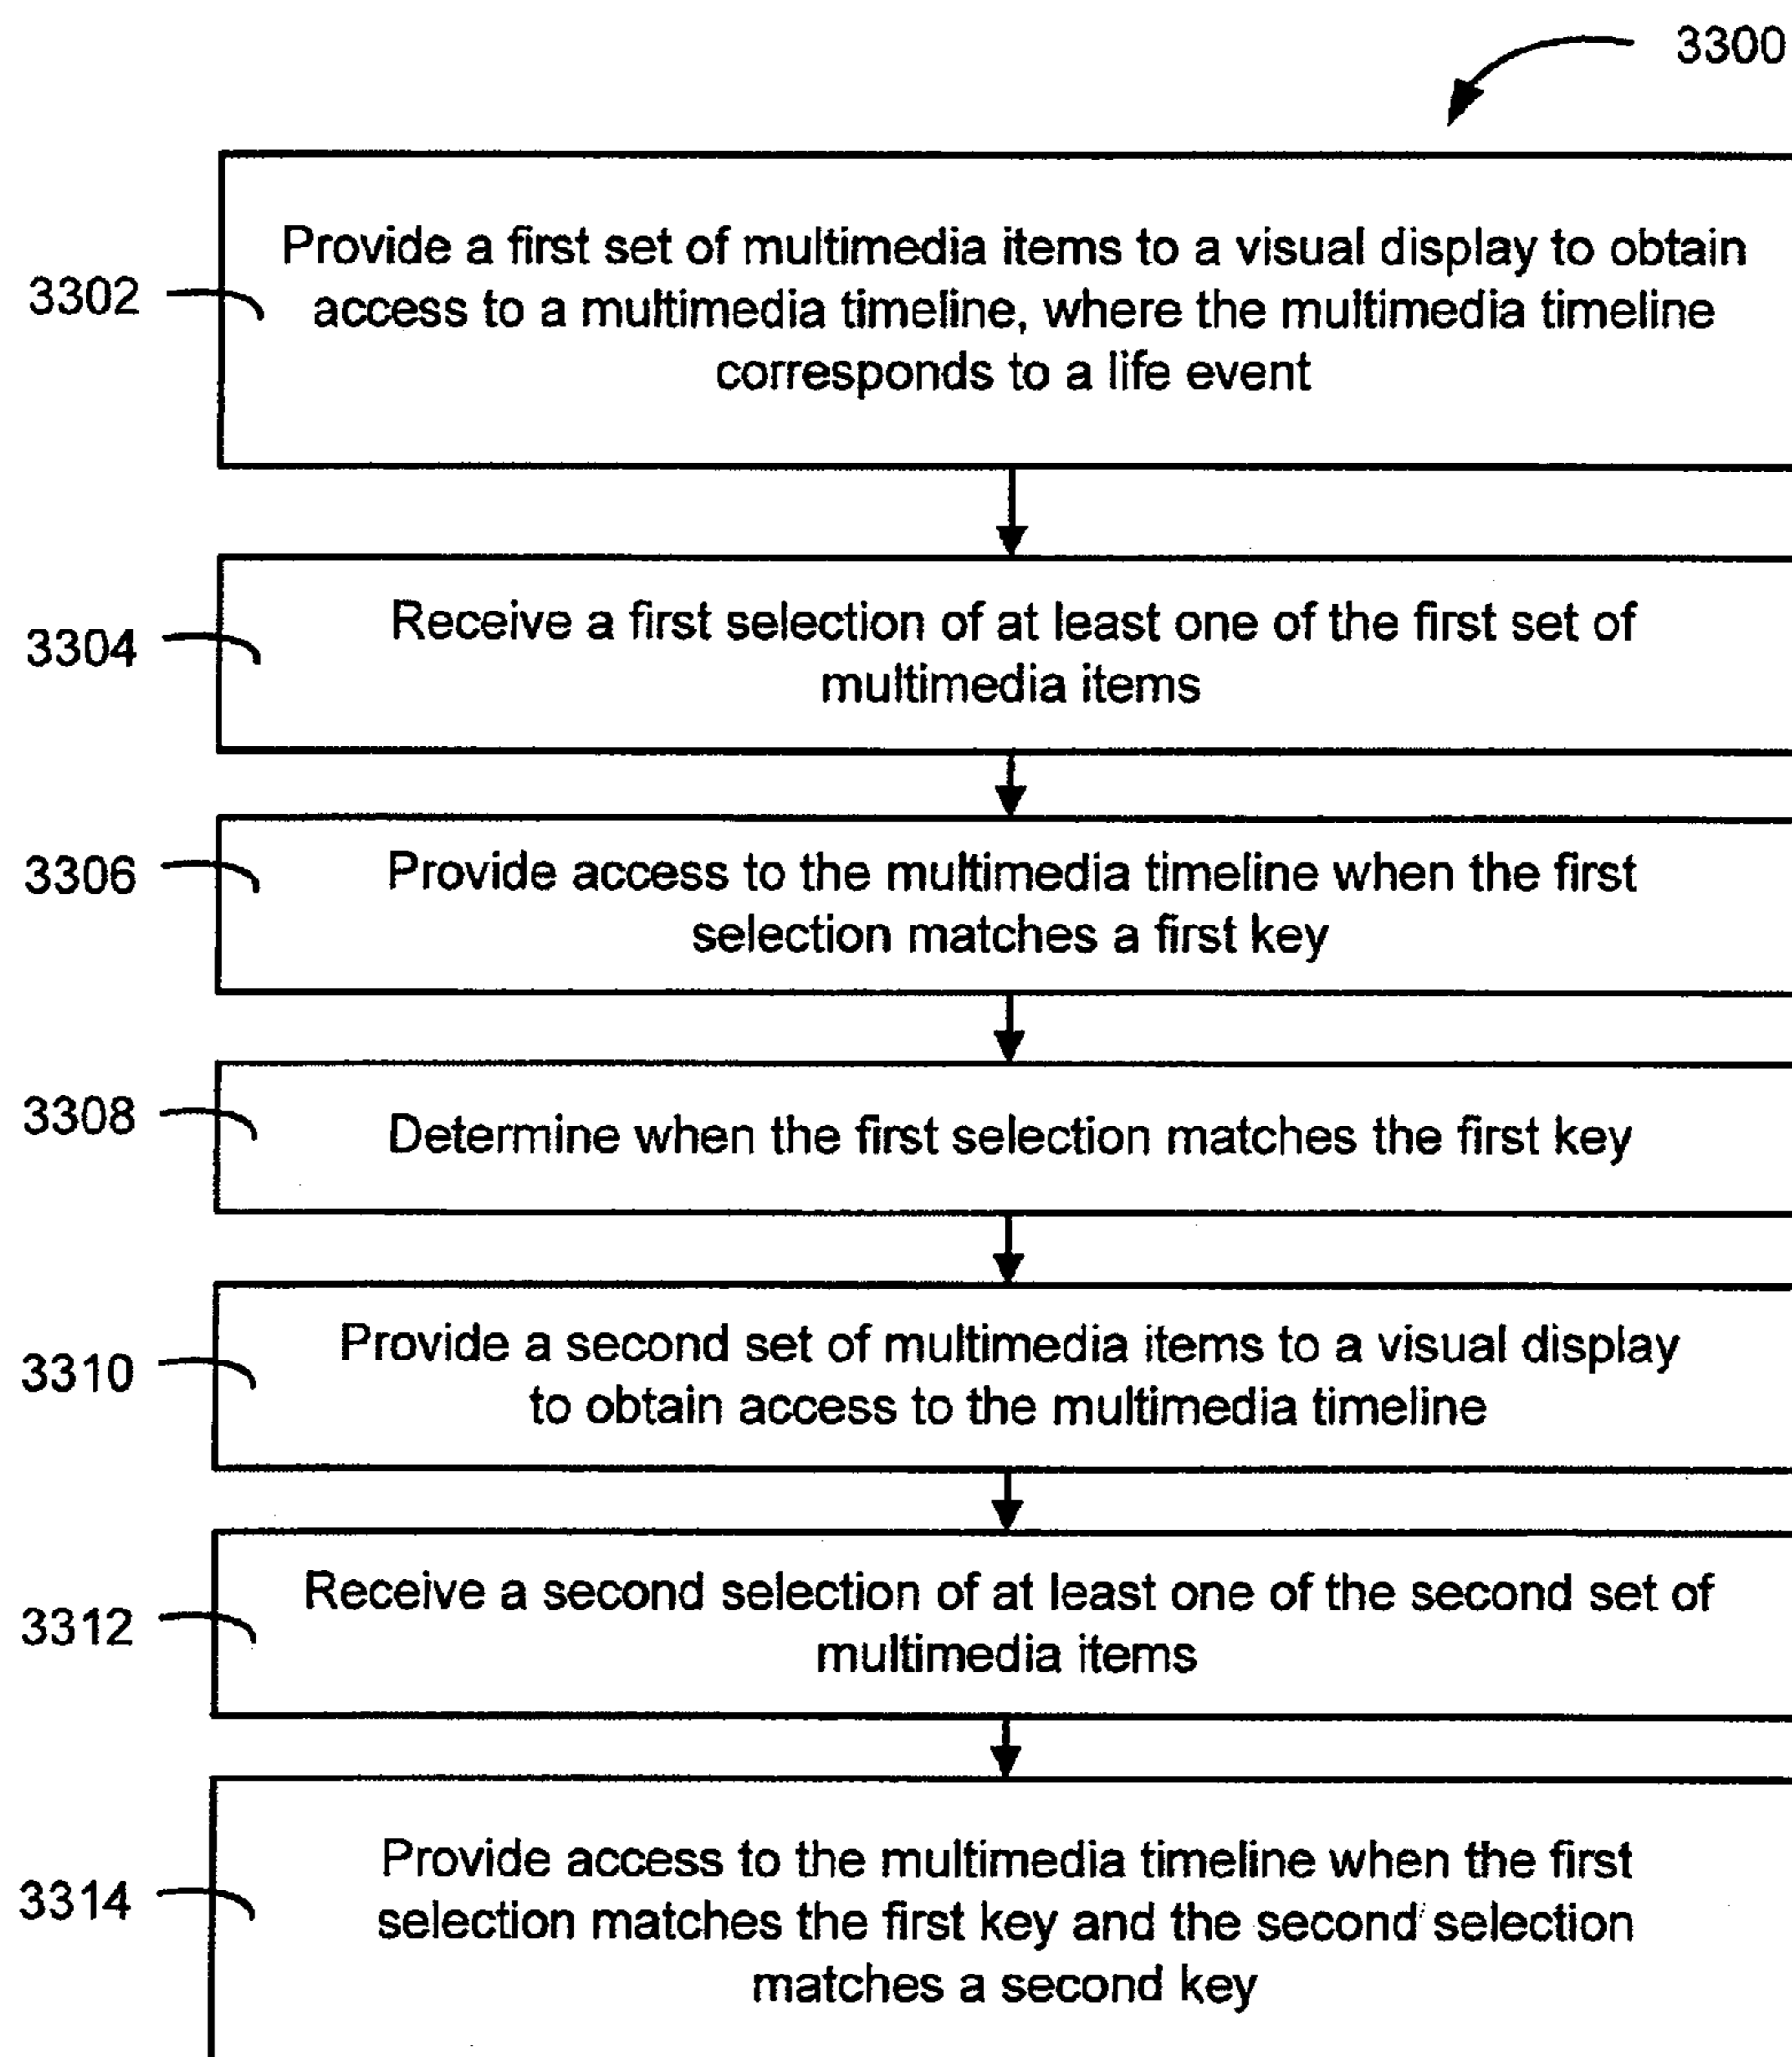 3300
3302
Provide a first set of multimedia items to a visual display to obtain
access to a multimedia timeline, where the multimedia timeline
corresponds to a life event
3304
Receive a first selection of at least one of the first set of
multimedia items
3306
Provide access to the multimedia timeline when the first
selection matches a first key
3308
Determine when the first selection matches the first key
3310
Provide a second set of multimedia items to a visual display
to obtain access to the multimedia timeline
3312
Receive a second selection of at least one of the second set of
multimedia items
3314
Provide access to the multimedia timeline when the first
selection matches the first key and the second selection
matches a second key